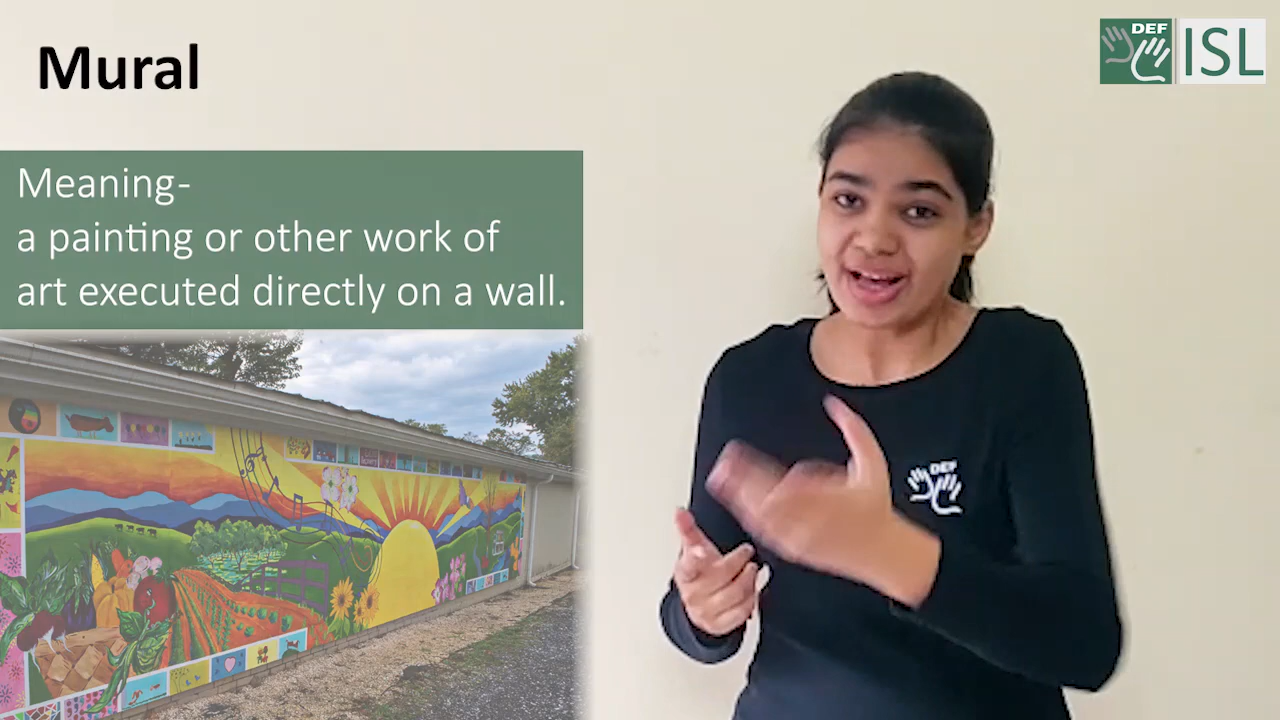 Mural
DEF
ISL
Meaning-
a painting or other work of
art executed directly on a wall.
DEF